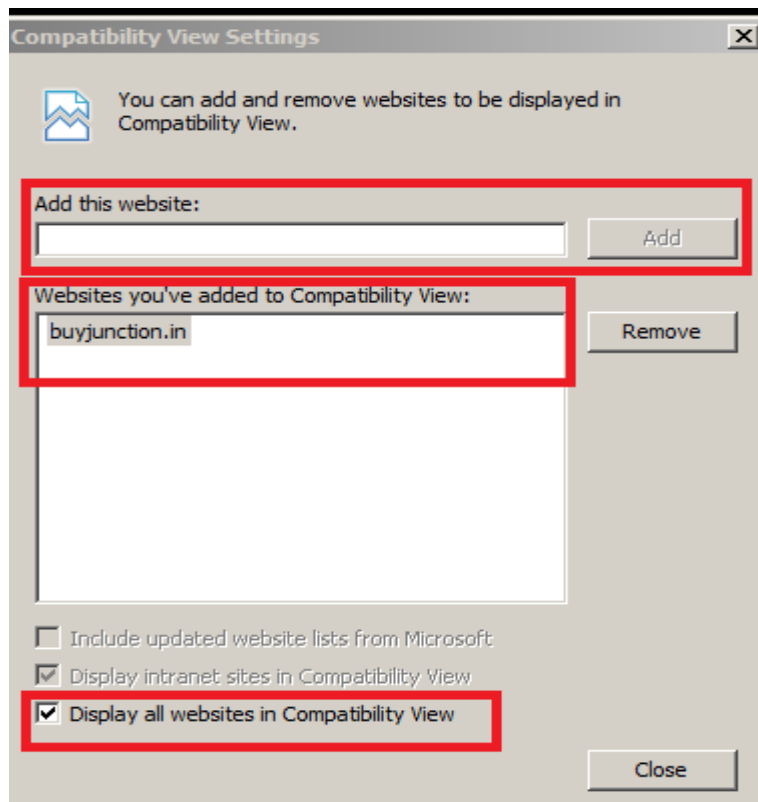 Compatibility View Settings
You can add and remove websites to be displayed in
Compatibility View.
Add this website:
Add
Websites you've added to Compatibility View:
buyjunction.in
Remove
Include updated website lists from Microsoft
Display intranet sites in Compatibility View
Display all websites in Compatibility View
Close